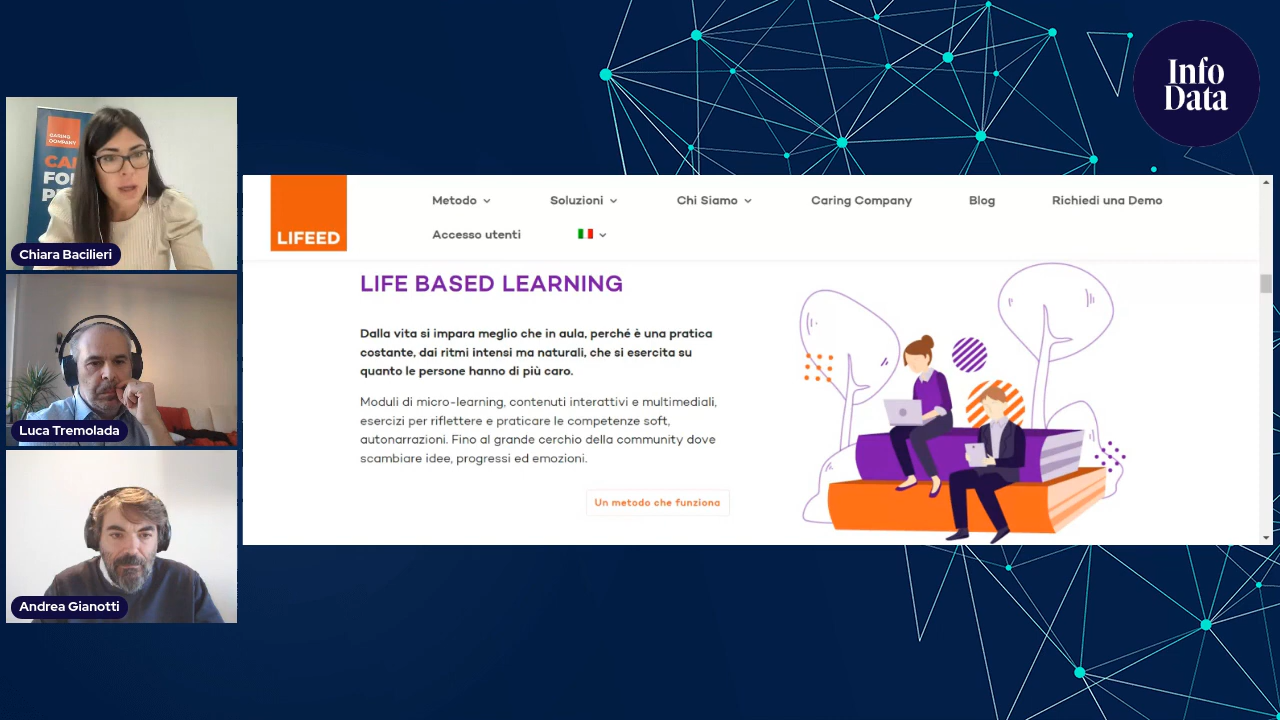 Info
Data
CARING
COMPANY
Chiara Bacilieri
Luca Tremolada
Andrea Gianotti
LIFEED
Metodo
Soluzioni
Chi Siamo
Caring Company
Blog
Richiedi una Demo
Accesso utenti
LIFE BASED LEARNING
Dalla vita si impara meglio che in aula, perché è una pratica
costante, dai ritmi intensi ma naturali, che si esercita su
quanto le persone hanno di più caro.
Moduli di micro-learning, contenuti interattivi e multimediali,
esercizi per riflettere e praticare le competenze soft,
autonarrazioni. Fino al grande cerchio della community dove
scambiare idee, progressi ed emozioni.
Un metodo che funziona